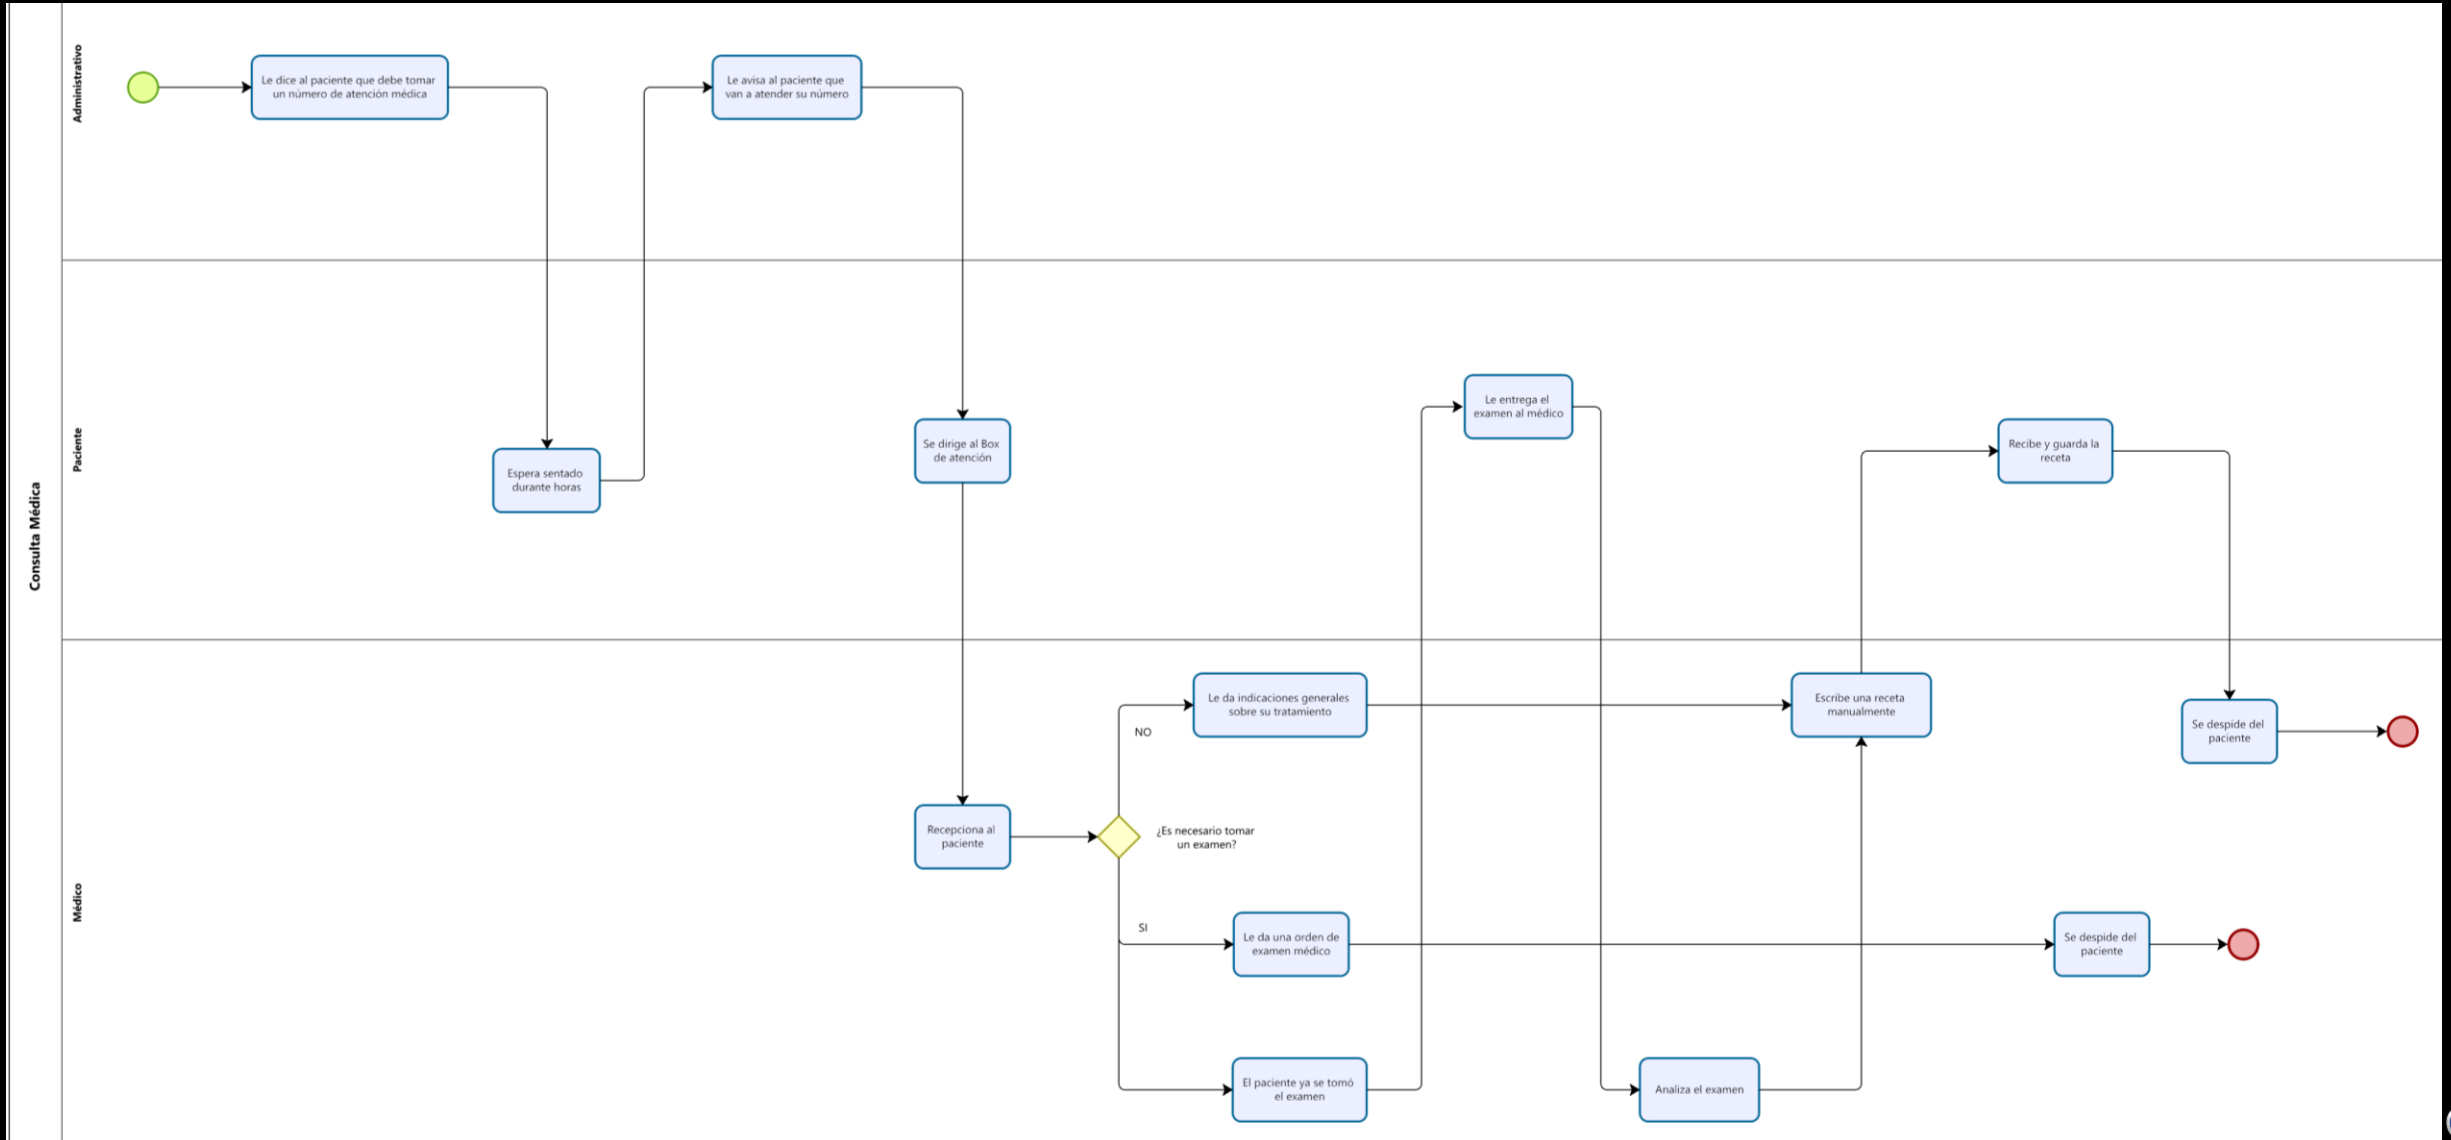 Consulta Médica
Administrativo
Le dice al paciente que debe tomar
un número de atención médica
Le avisa al paciente que
van a atender su número
Paciente
Espera sentado
durante horas
Se dirige al Box
de atención
Le entrega el
examen al médico
Recibe y guarda la
receta
Médico
Recepciona al
paciente
¿Es necesario tomar
un examen?
NO
Le da indicaciones generales
sobre su tratamiento
Escribe una receta
manualmente
Se despide del
paciente
SI
Le da una orden de
examen médico
Se despide del
paciente
El paciente ya se tomó
el examen
Analiza el examen